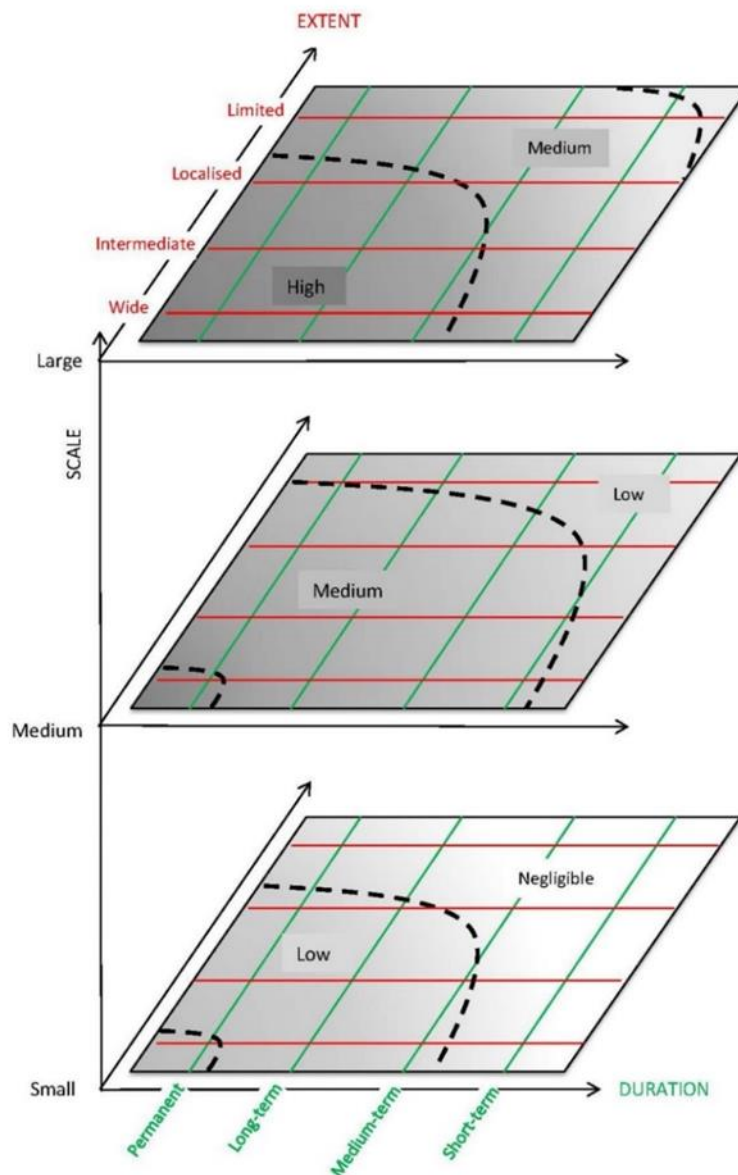 EXTENT
Limited
Medium
Localised
Intermediate
High
Wide
Large
SCALE
Low
Medium
Medium
Negligible
Low
Small
Permanent
Long-term
Medium-term
Short-term
DURATION